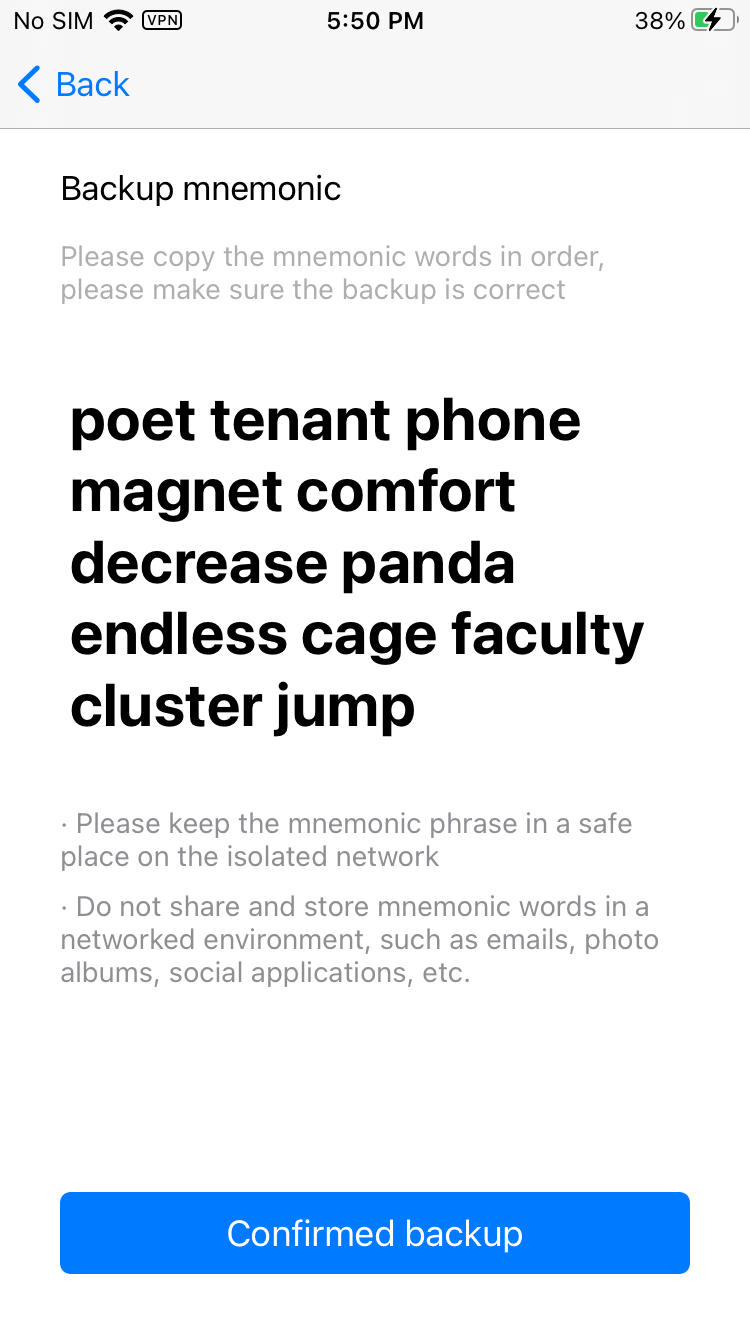 No SIM VPN 5:50 PM 38%
Back
Backup mnemonic
Please copy the mnemonic words in order,
please make sure the backup is correct
poet tenant phone
magnet comfort
decrease panda
endless cage faculty
cluster jump
· Please keep the mnemonic phrase in a safe
place on the isolated network
· Do not share and store mnemonic words in a
networked environment, such as emails, photo
albums, social applications, etc.
Confirmed backup